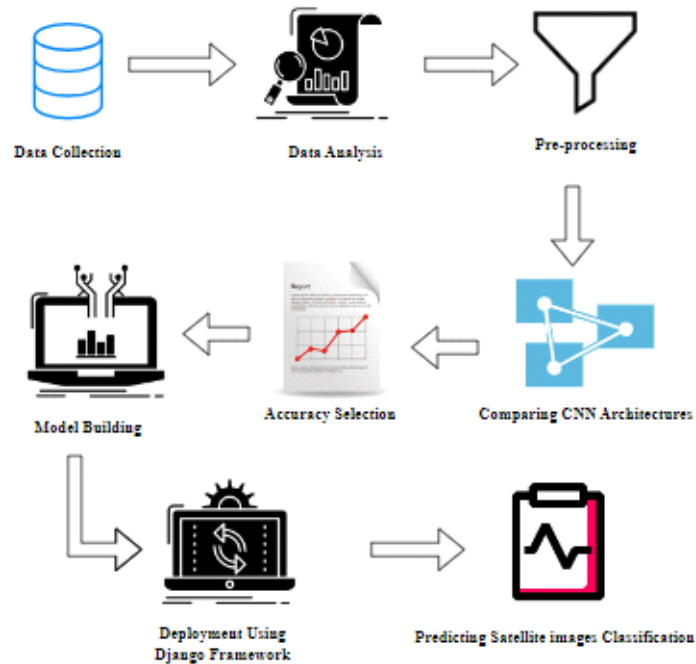 Data Collection
Data Analysis
Pre-processing
Report
Model Building
Accuracy Selection
Comparing CNN Architectures
Deployment Using
Django Framework
Predicting Satellite images Classification